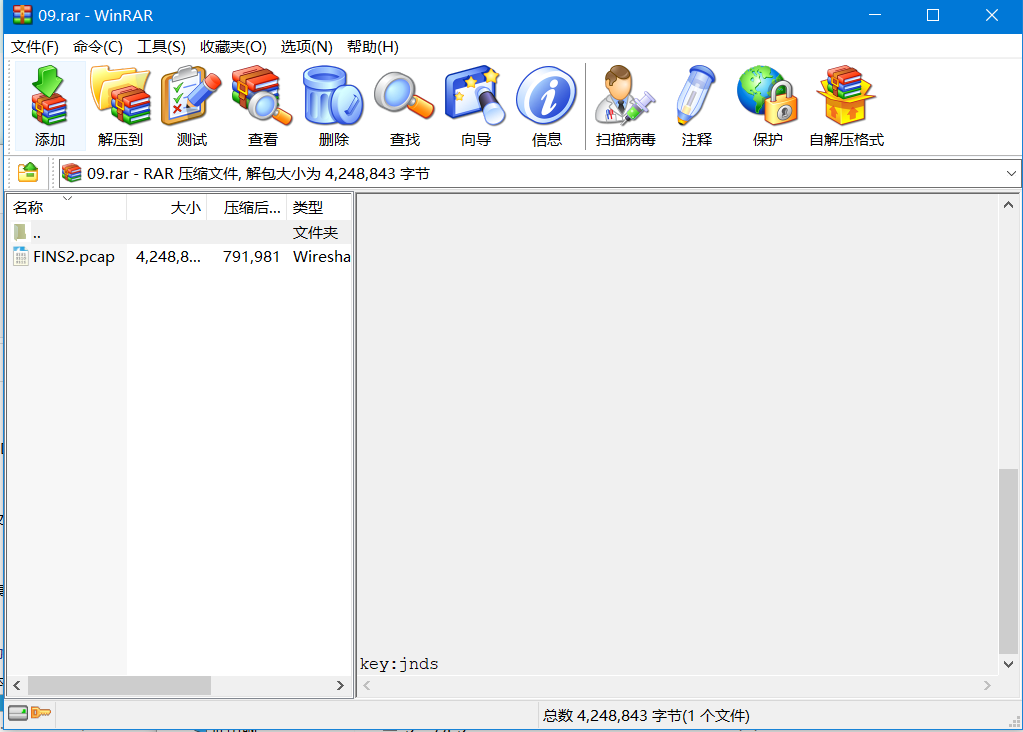 09.rar - WinRAR
文件(F) 命令(C) 工具(S) 收藏夹(O) 选项(N) 帮助(H)
添加 解压到 测试 查看 删除 查找 向导 信息 扫描病毒 注释 保护 自解压格式
09.rar - RAR 压缩文件, 解包大小为 4,248,843 字节
名称 大小 压缩后... 类型
.. 文件夹
FINS2.pcap 4,248,8... 791,981 Wiresha
key:jnds
总数 4,248,843 字节(1 个文件)